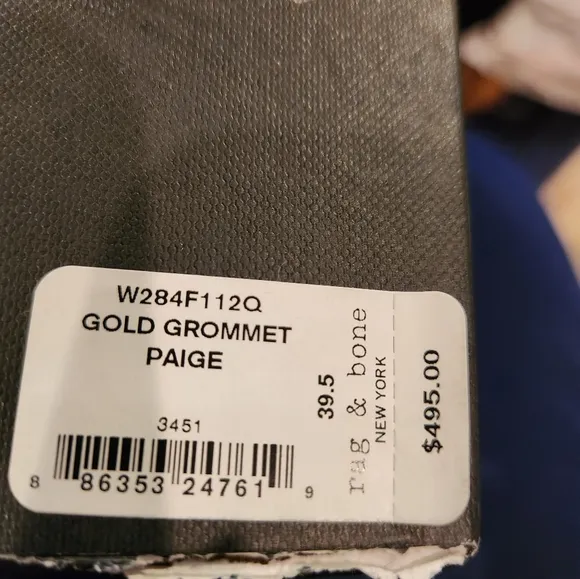 W284F112Q
GOLD GROMMET
PAIGE
3451
8 86353 24761 9
39.5
rag & bone
NEW YORK
$495.00